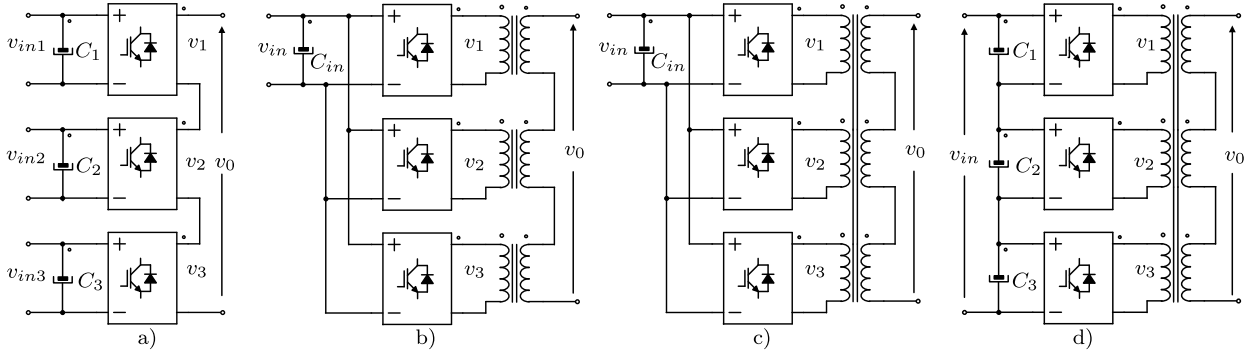 + v_1
v_{in1} C_1
−
+
v_{in2} C_2 v_2 v_0
−
+
v_{in3} C_3 v_3
−
a)
+ v_1 v_0
v_{in} C_{in}
−
+
v_2
−
+
v_3
−
b)
+ v_1
v_{in} C_{in}
−
+
v_2 v_0
−
+
v_3
−
c)
+ v_1
C_1
−
+
v_{in} C_2 v_2 v_0
−
+
C_3 v_3
−
d)